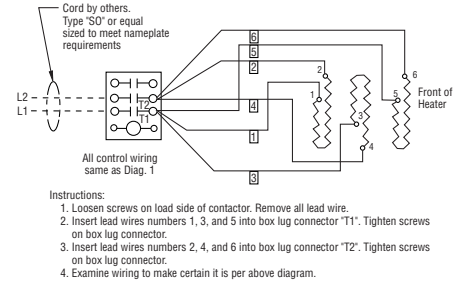 Cord by others.
Type "SO" or equal
sized to meet nameplate
requirements
6
5
2
4
1
3
2
1
3
4
5
6
Front of
Heater
L2
L1
T2
T1
All control wiring
same as Diag. 1
Instructions:
1. Loosen screws on load side of contactor. Remove all lead wire.
2. Insert lead wires numbers 1, 3, and 5 into box lug connector "T1". Tighten screws
on box lug connector.
3. Insert lead wires numbers 2, 4, and 6 into box lug connector "T2". Tighten screws
on box lug connector.
4. Examine wiring to make certain it is per above diagram.